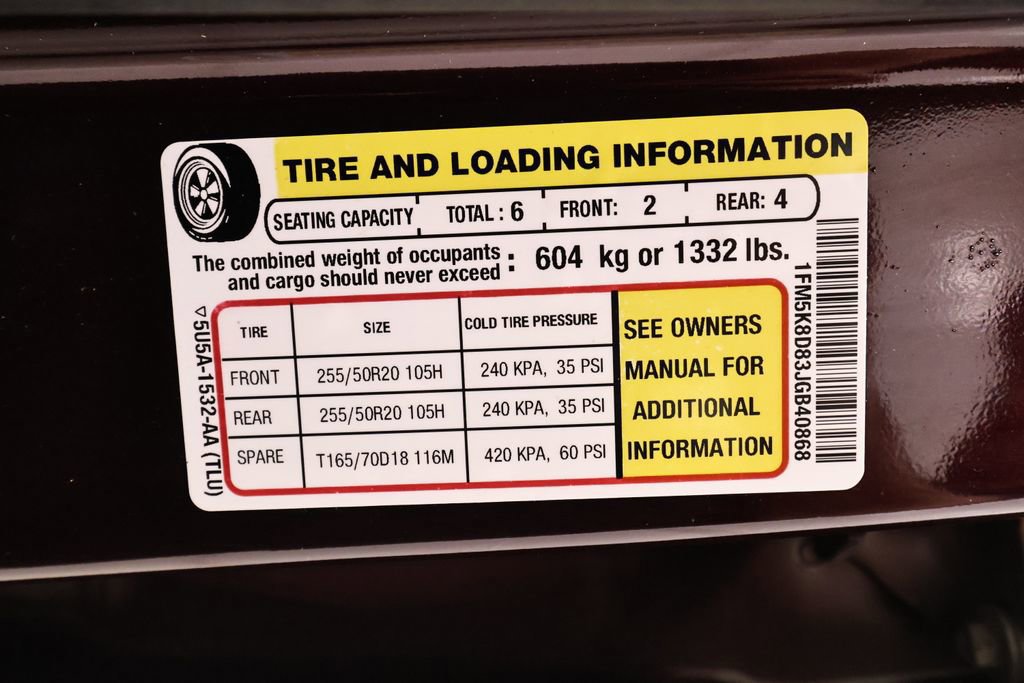 TIRE AND LOADING INFORMATION
SEATING CAPACITY TOTAL : 6 FRONT: 2 REAR: 4
The combined weight of occupants
and cargo should never exceed : 604 kg or 1332 lbs.
TIRE SIZE COLD TIRE PRESSURE
FRONT 255/50R20 105H 240 KPA, 35 PSI
REAR 255/50R20 105H 240 KPA, 35 PSI
SPARE T165/70D18 116M 420 KPA, 60 PSI
SEE OWNERS
MANUAL FOR
ADDITIONAL
INFORMATION
5U5A-1532-AA (TLU)
1FM5K8D83JGB40868